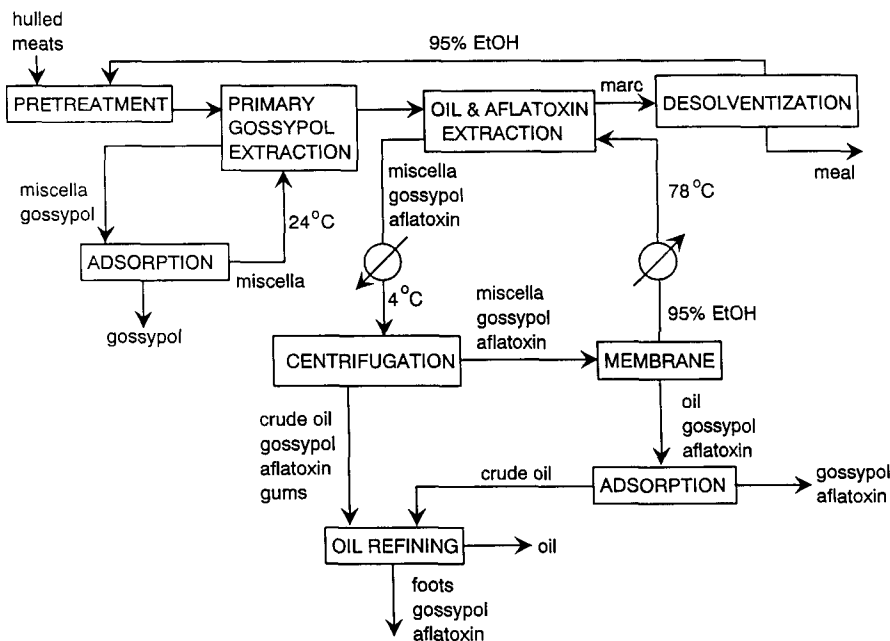 hulled
meats
95% EtOH
PRETREATMENT
PRIMARY
GOSSYPOL
EXTRACTION
OIL & AFLATOXIN
EXTRACTION
marc
DESOLVENTIZATION
meal
miscella
gossypol
24°C
miscella
gossypol
aflatoxin
78°C
ADSORPTION
miscella
gossypol
4°C
miscella
gossypol
aflatoxin
95% EtOH
CENTRIFUGATION
MEMBRANE
crude oil
gossypol
aflatoxin
gums
oil
gossypol
aflatoxin
crude oil
ADSORPTION
gossypol
aflatoxin
OIL REFINING
oil
foots
gossypol
aflatoxin